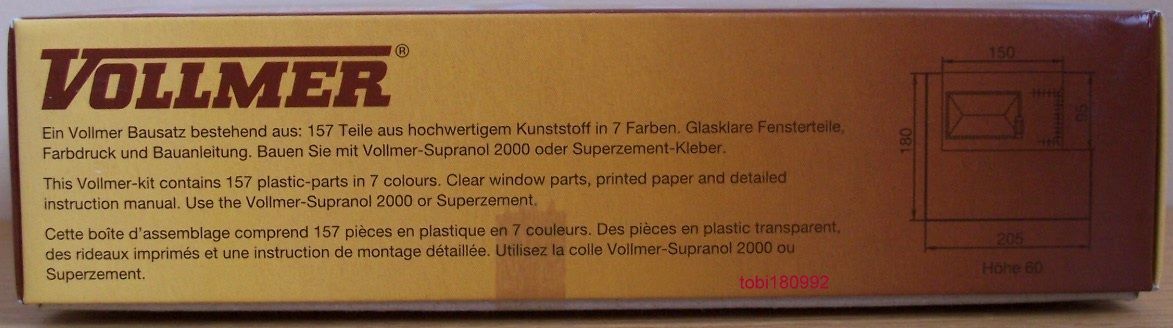 VOLLMER®
Ein Vollmer Bausatz bestehend aus: 157 Teile aus hochwertigem Kunststoff in 7 Farben. Glasklare Fensterteile,
Farbdruck und Bauanleitung. Bauen Sie mit Vollmer-Supranol 2000 oder Superzement-Kleber.
This Vollmer-kit contains 157 plastic-parts in 7 colours. Clear window parts, printed paper and detailed
instruction manual. Use the Vollmer-Supranol 2000 or Superzement.
Cette boîte d'assemblage comprend 157 pièces en plastique en 7 couleurs. Des pièces en plastic transparent,
des rideaux imprimés et une instruction de montage détaillée. Utilisez la colle Vollmer-Supranol 2000 ou
Superzement.
150
95
180
205
Höhe 60
tobi180992